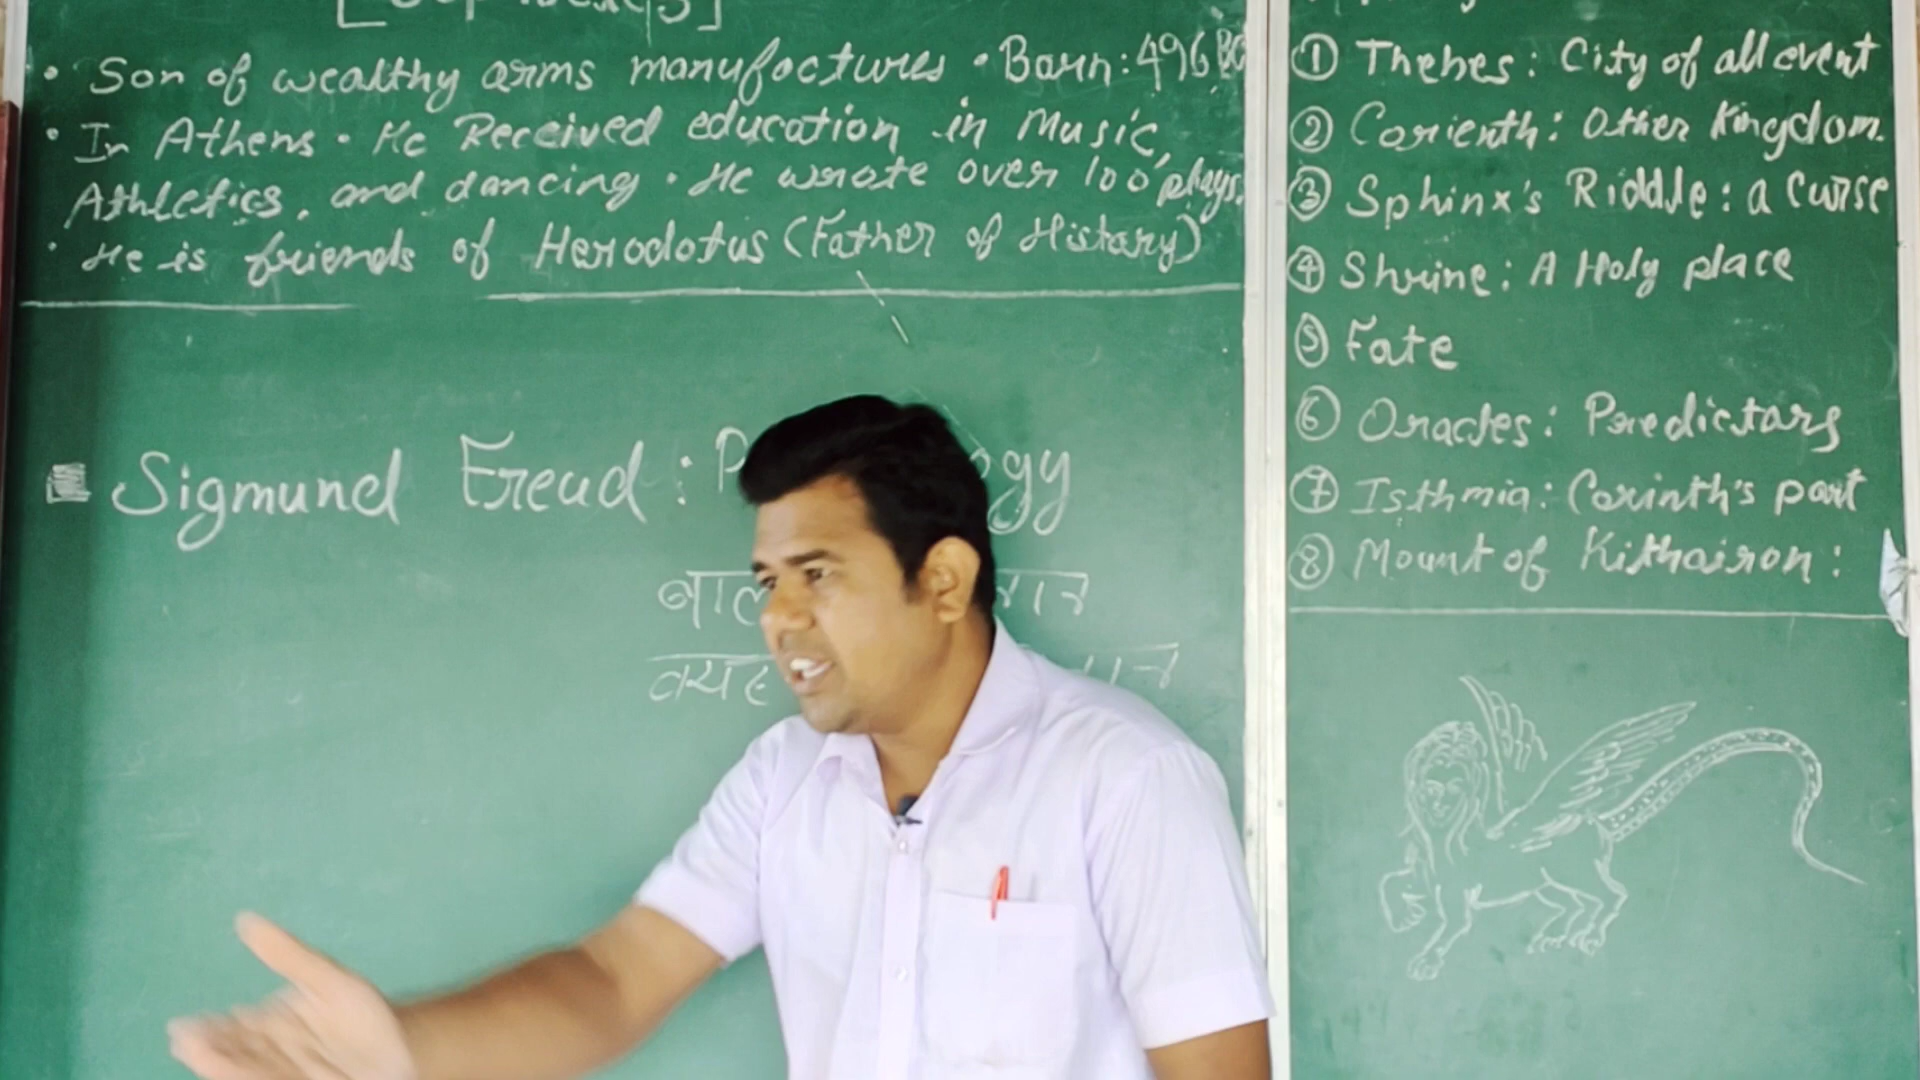 • Son of wealthy arms manufactures • Born: 496 BC
• In Athens • He Received education in Music,
Athletics, and dancing • He wrote over 100 plays.
• He is friends of Herodotus (Father of History)
Sigmund Freud :
① Thebes : City of all event
② Corienth : Other Kingdom.
③ Sphinx's Riddle : a curse
④ Shrine : A Holy place
⑤ Fate
⑥ Oracles : Predictors
⑦ Isthmia : Corinth's part
⑧ Mount of Kithairon :